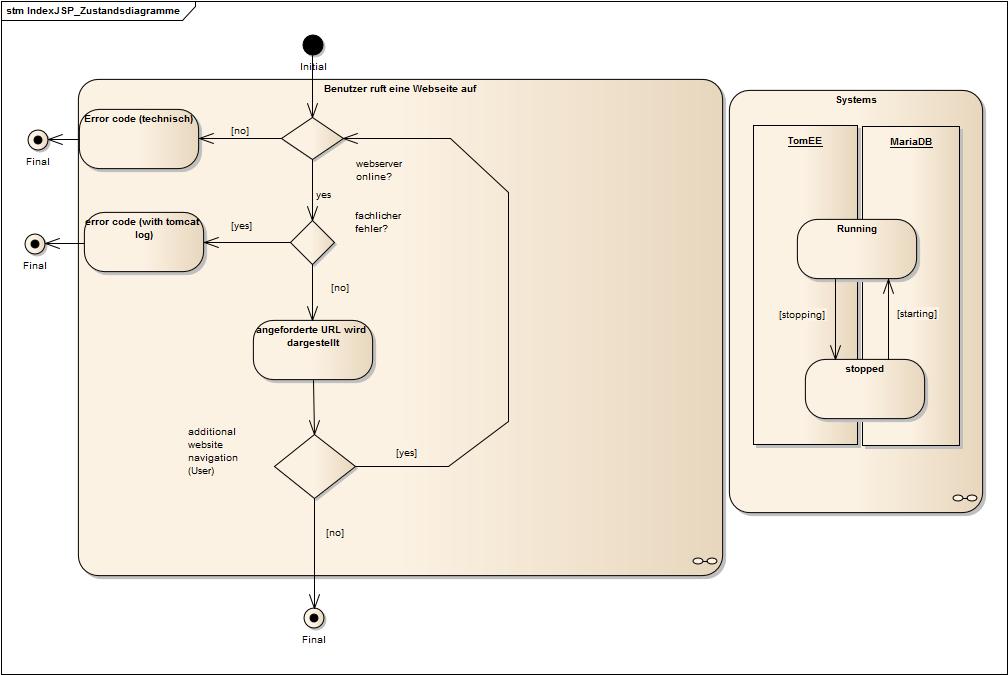 stm IndexJSP_Zustandsdiagramme
Initial
Benutzer ruft eine Webseite auf
Error code (technisch)
[no]
Final
webserver
online?
yes
error code (with tomcat
log)
[yes]
fachlicher
fehler?
Final
[no]
angeforderte URL wird
dargestellt
additional
website
navigation
(User)
[yes]
[no]
Final
Systems
TomEE
MariaDB
Running
[stopping]
[starting]
stopped